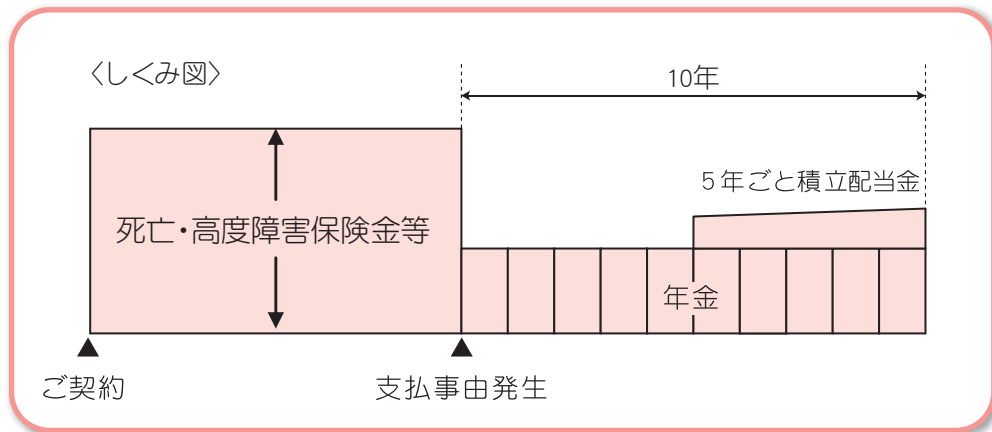 〈しくみ図〉
10年
5年ごと積立配当金
死亡・高度障害保険金等
年金
ご契約
支払事由発生